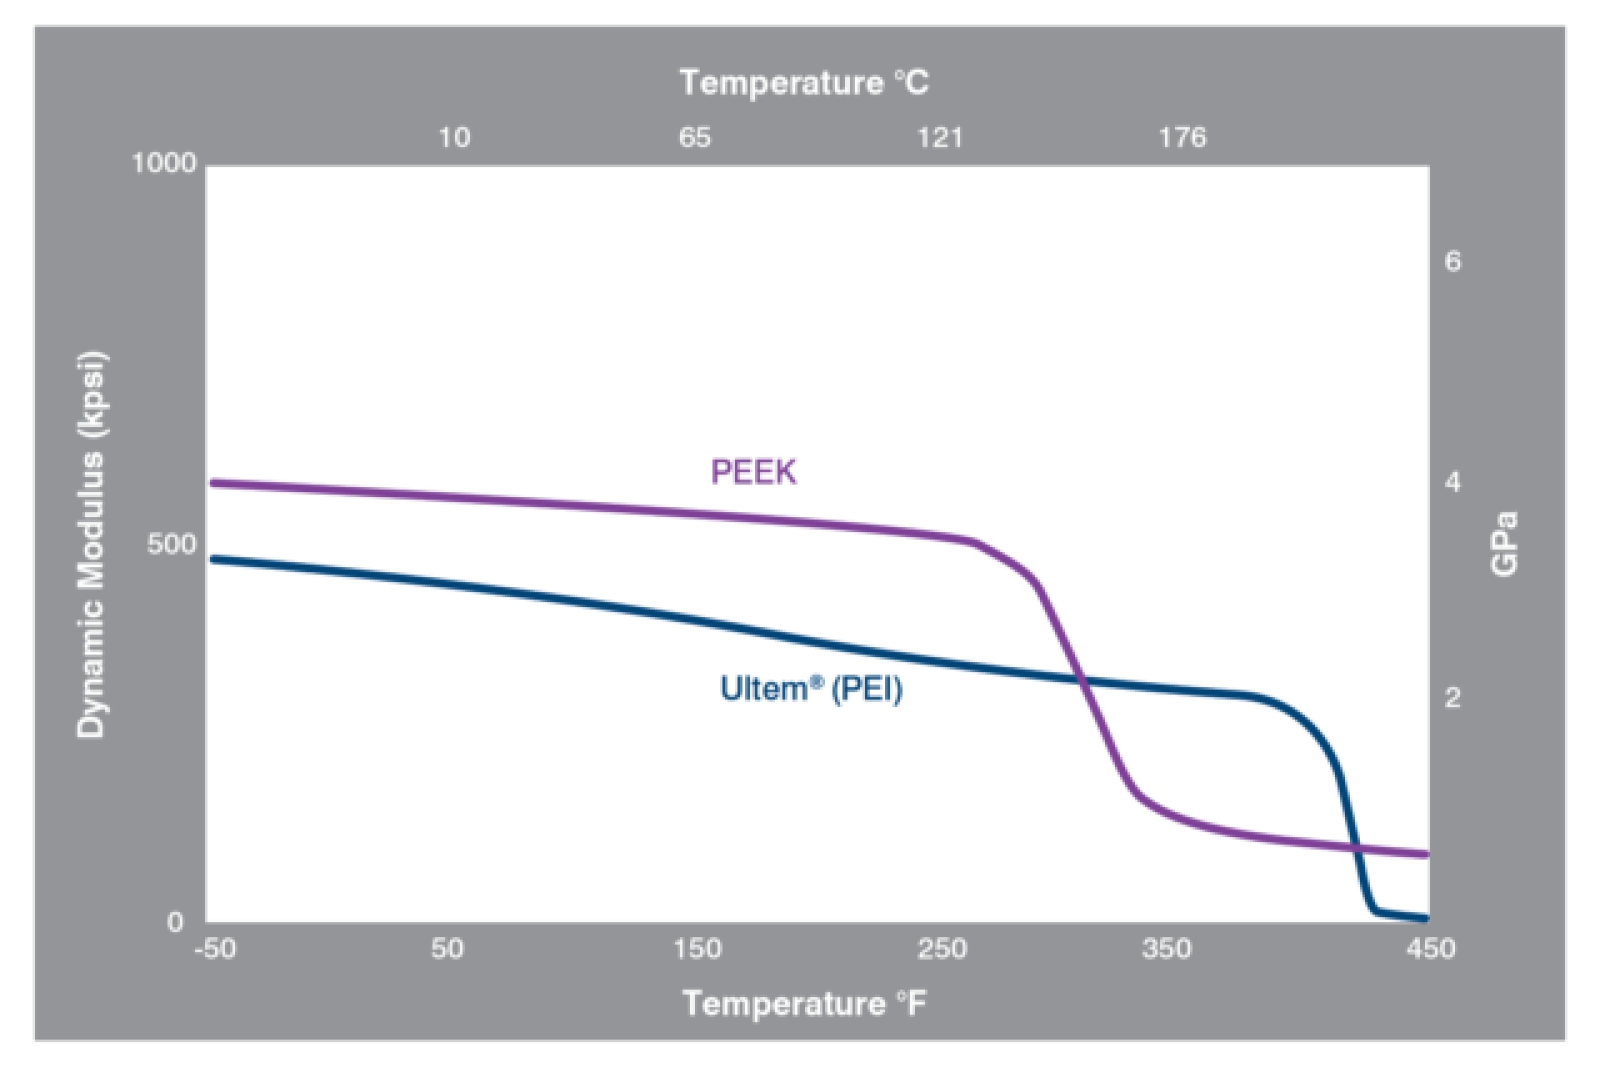 Temperature °C
10 65 121 176
1000
6
Dynamic Modulus (kpsi)
PEEK
4
500
GPa
Ultem® (PEI)
2
0
-50 50 150 250 350 450
Temperature °F